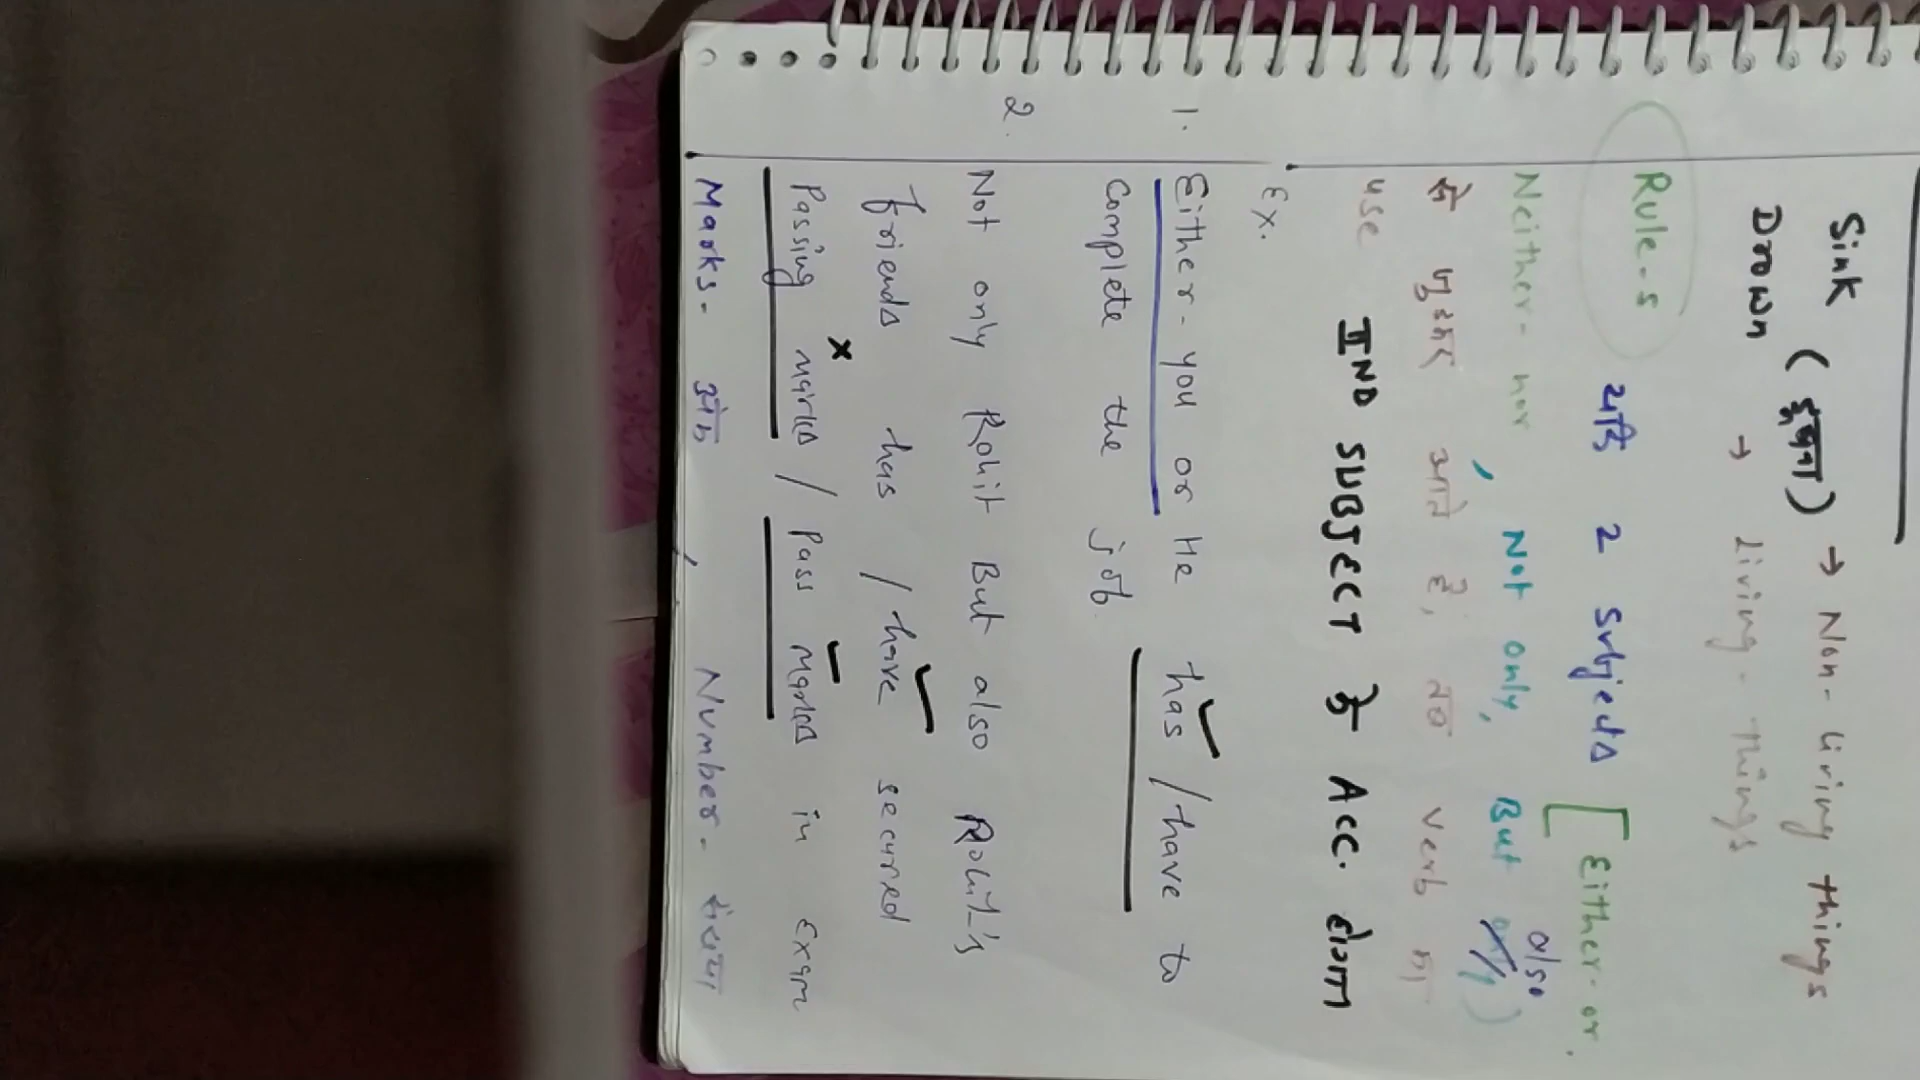 Sink (डूबना) → Non-living things
Drown → living-things
Rule-5 यदि 2 subjects [Either-or,
Neither-nor, Not only, But only also)
से जुड़कर आते है, तब verb का
use IInd SUBJECT के Acc. होगा
Ex.
1. Either-you or He has ✓/have to
Complete the job.
2. Not only Rohit But also Rohit's
friends has / have ✓ secured
Passing marks ×/ Pass marks ✓ in Exam
Marks- अंक, Number- संख्या